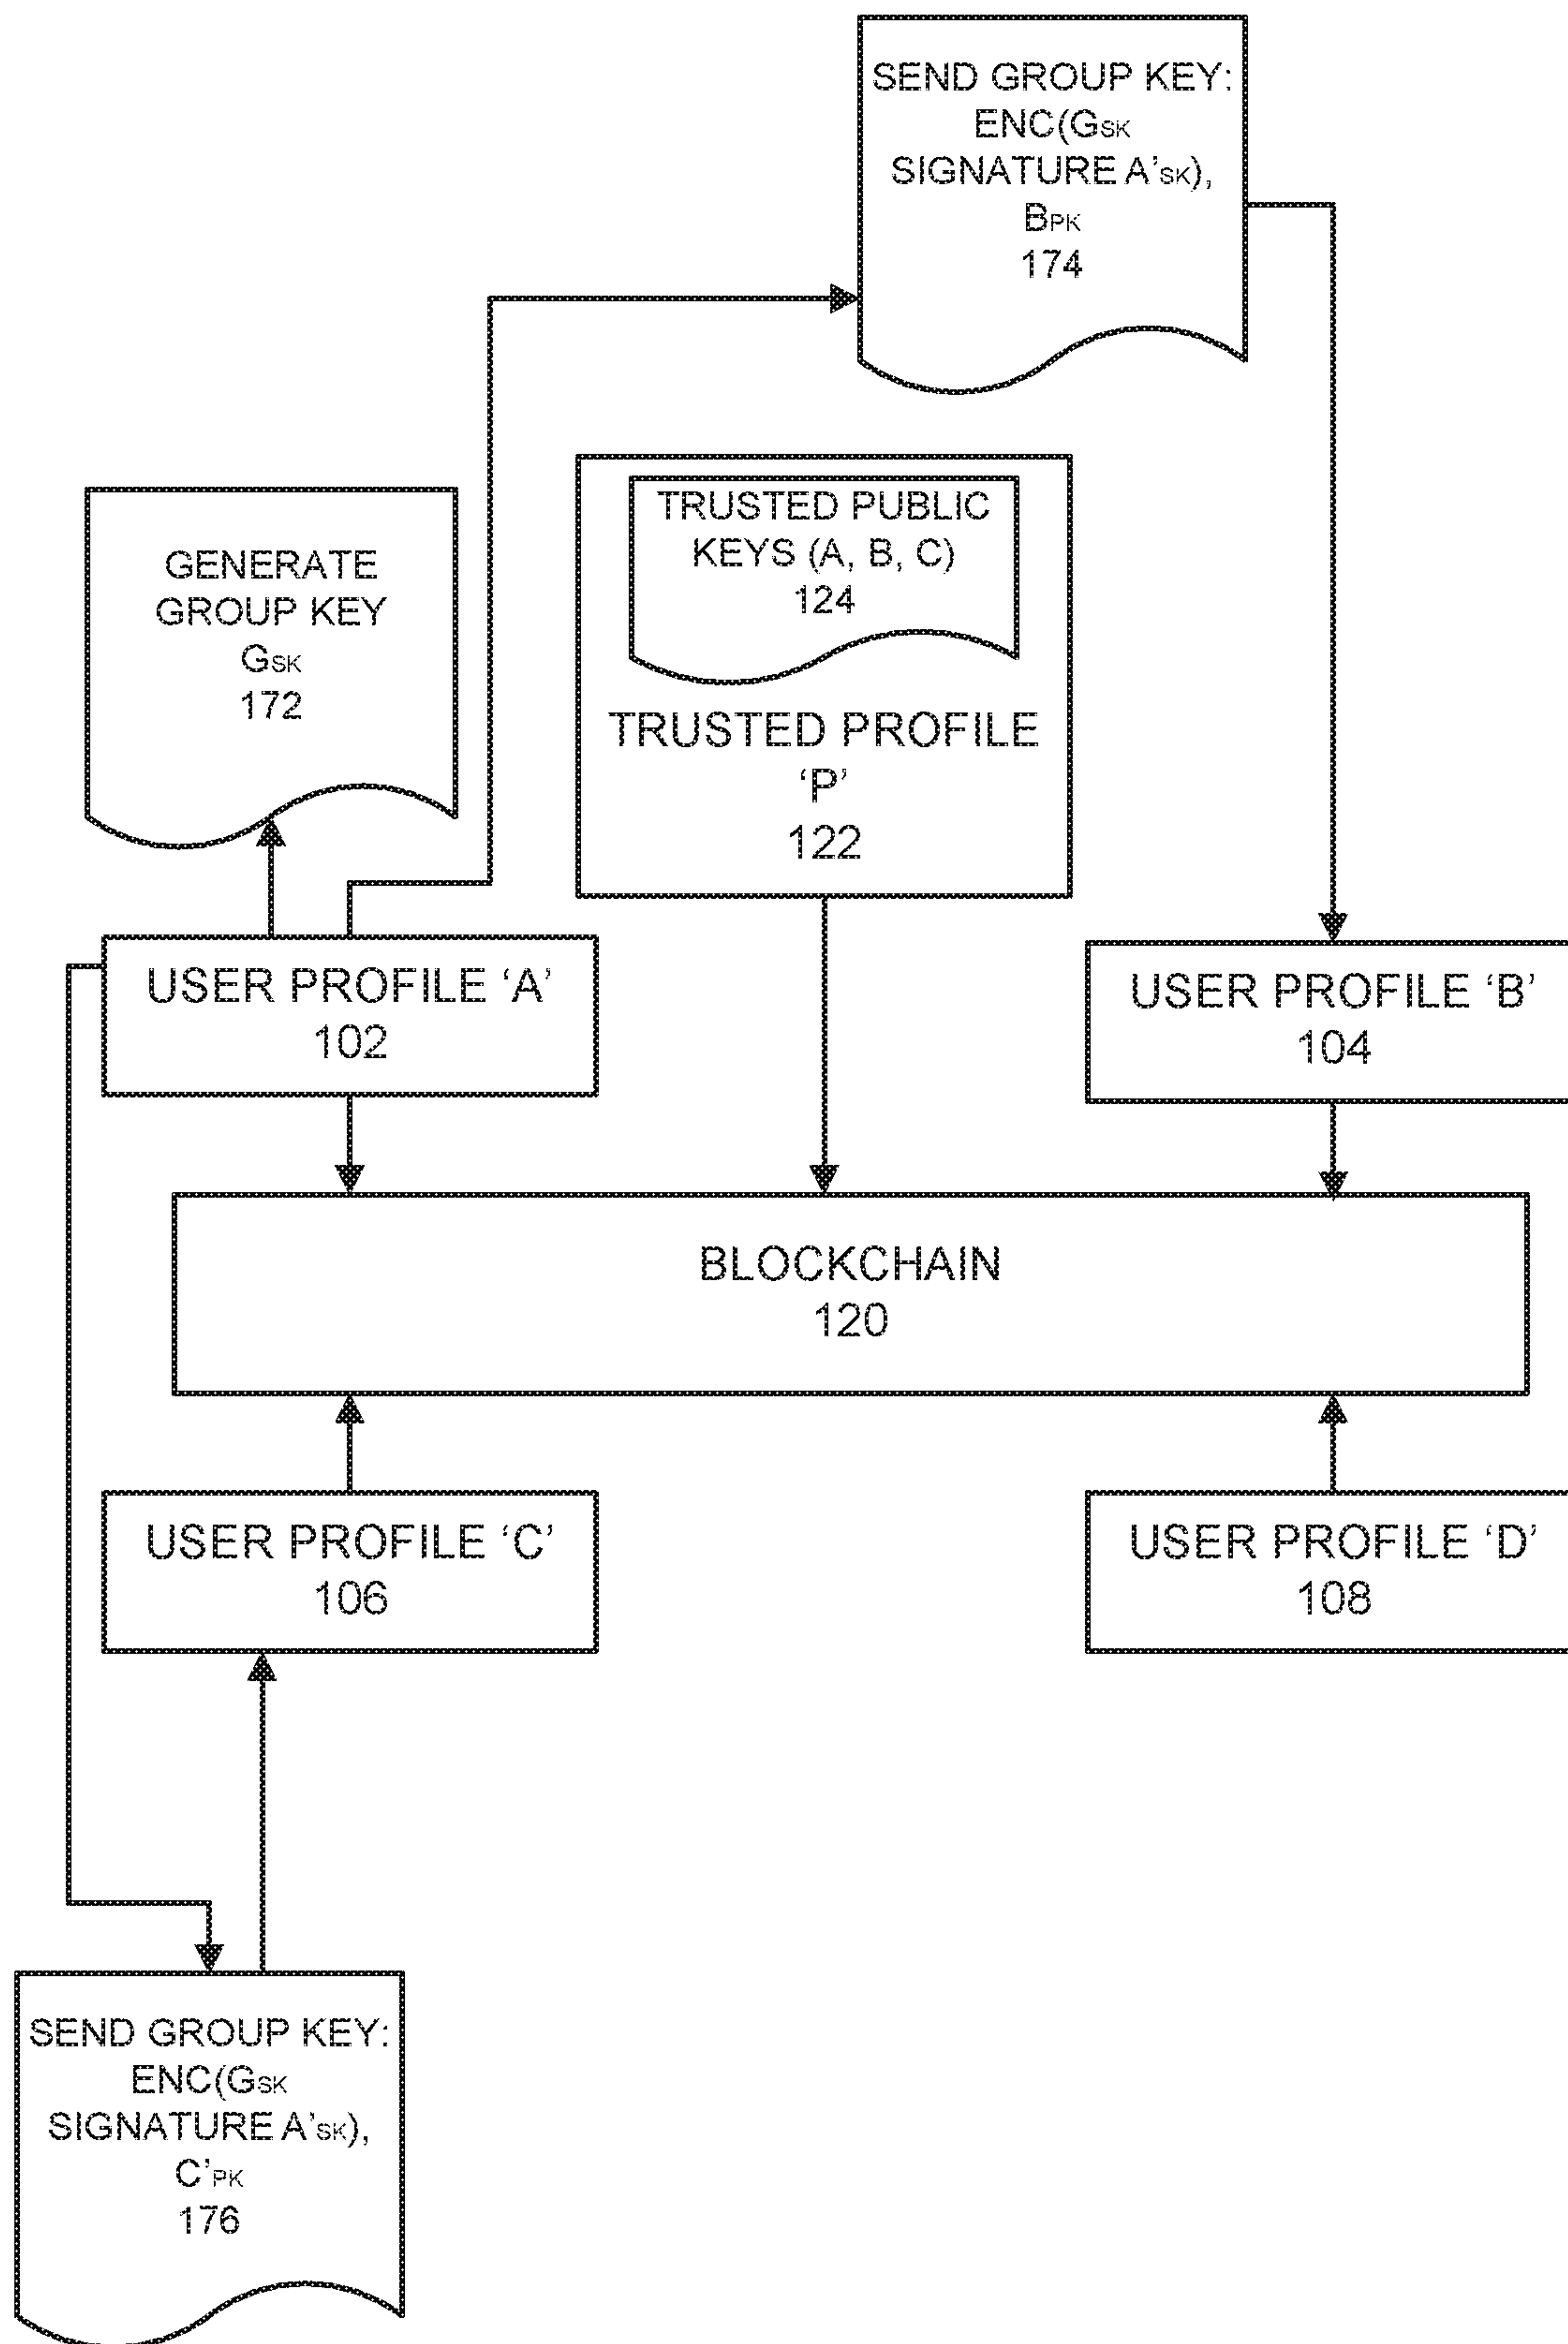 SEND GROUP KEY:
ENC(GSK
SIGNATURE A'SK),
BPK
174
TRUSTED PUBLIC
KEYS (A, B, C)
124
TRUSTED PROFILE
'P'
122
GENERATE
GROUP KEY
GSK
172
USER PROFILE 'A'
102
USER PROFILE 'B'
104
BLOCKCHAIN
120
USER PROFILE 'C'
106
USER PROFILE 'D'
108
SEND GROUP KEY:
ENC(GSK
SIGNATURE A'SK),
C'PK
176